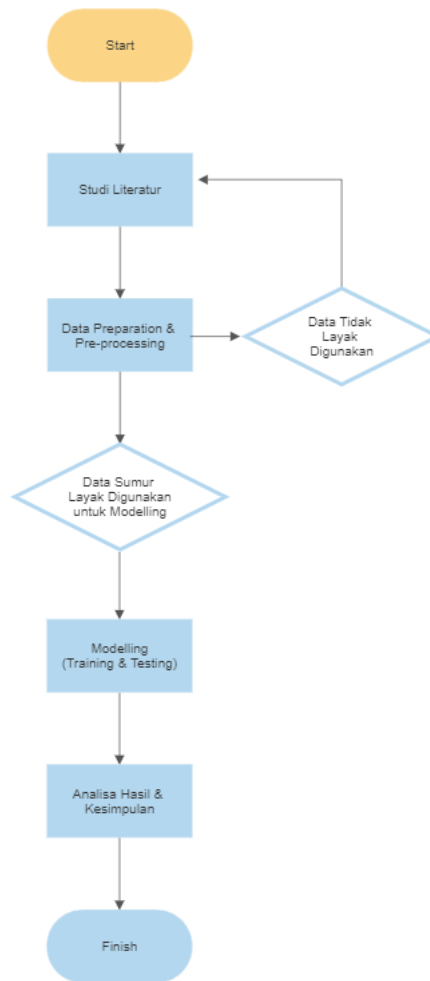 Start
Studi Literatur
Data Preparation &
Pre-processing
Data Tidak
Layak
Digunakan
Data Sumur
Layak Digunakan
untuk Modelling
Modelling
(Training & Testing)
Analisa Hasil &
Kesimpulan
Finish